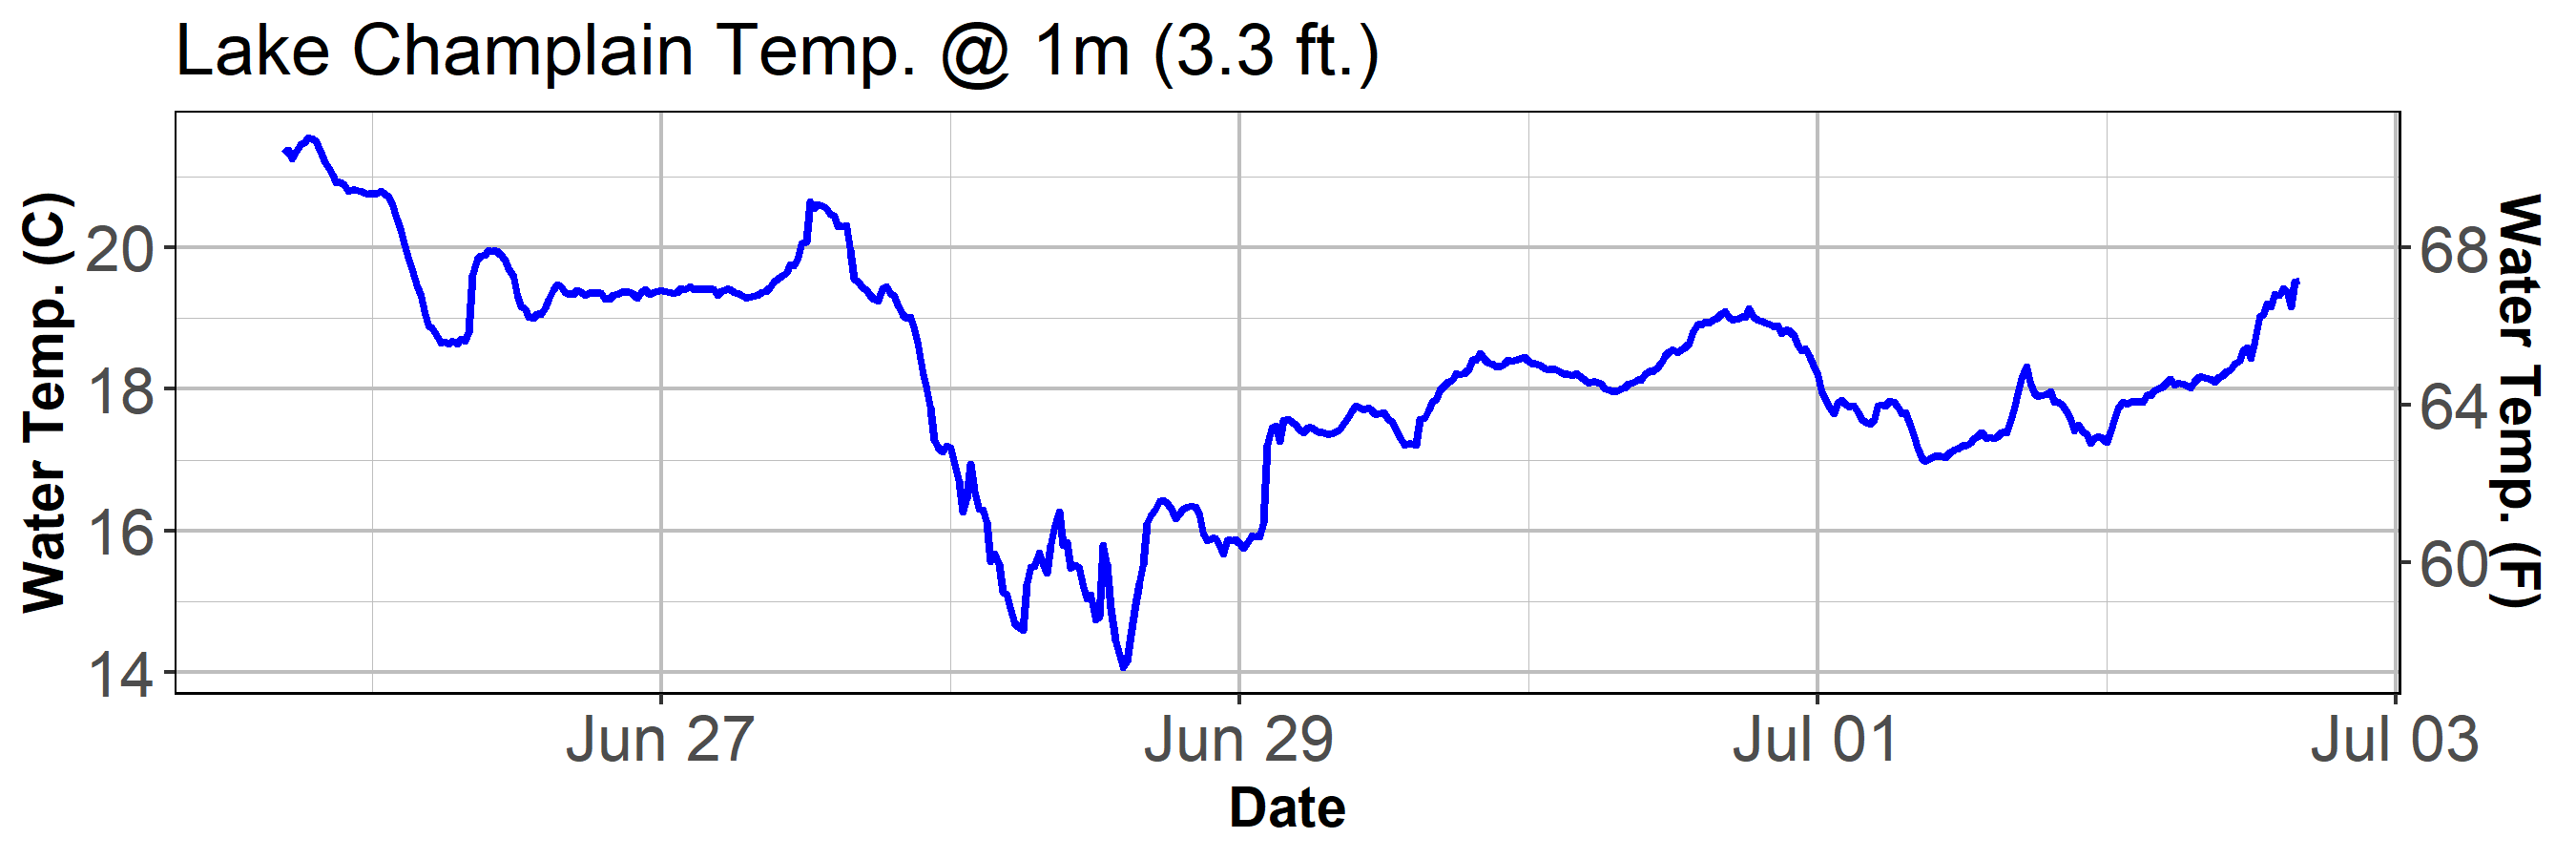 Lake Champlain Temp. @ 1m (3.3 ft.)
Water Temp. (C)
20
18
16
14
68
64
60
Water Temp. (F)
Jun 27
Jun 29
Jul 01
Jul 03
Date